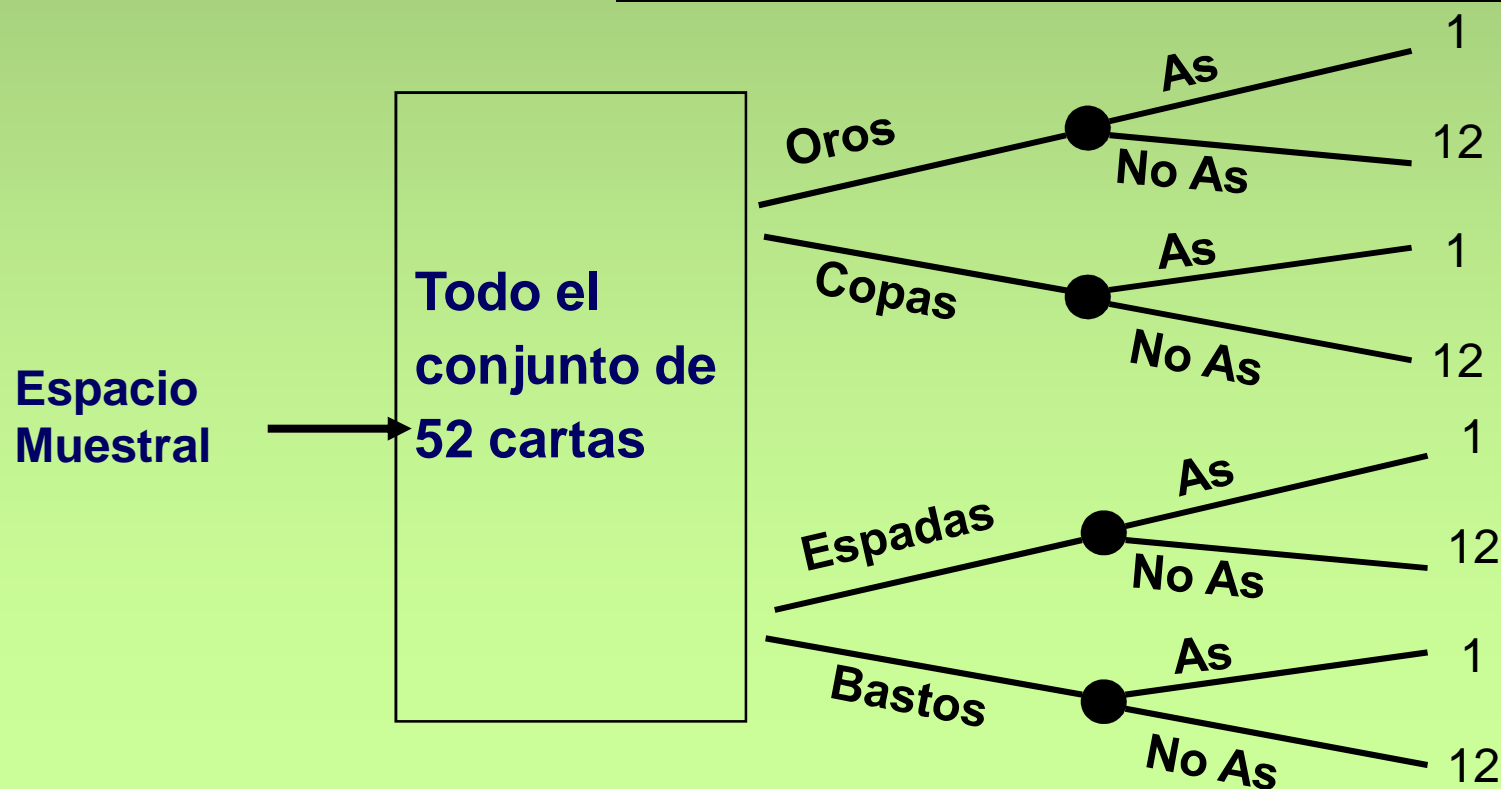 Espacio
Muestral
Todo el
conjunto de
52 cartas
Oros
As
1
No As
12
Copas
As
1
No As
12
Espadas
As
1
No As
12
Bastos
As
1
No As
12